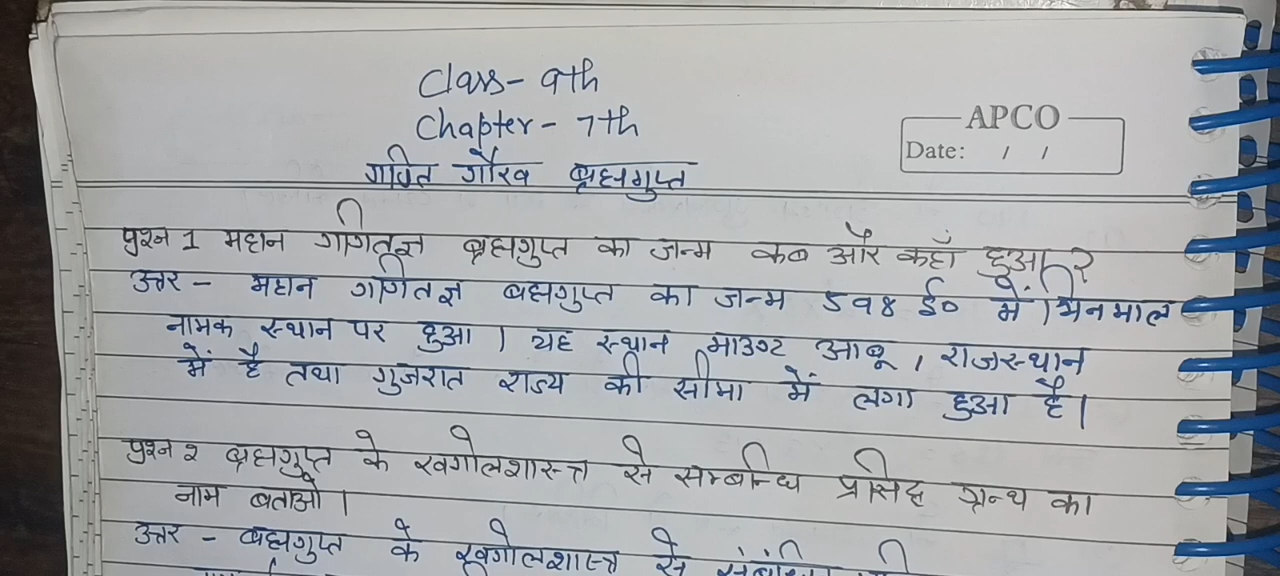 Class- 9th
Chapter- 7th
APCO
Date: / /
गणित गौरव ब्रह्मगुप्त
प्रश्न 1 महान गणितज्ञ ब्रह्मगुप्त का जन्म कब और कहाँ हुआ?
उत्तर - महान गणितज्ञ ब्रह्मगुप्त का जन्म 598 ई० में भिनमाल
नामक स्थान पर हुआ। यह स्थान माउण्ट आबू, राजस्थान
में है तथा गुजरात राज्य की सीमा में लगा हुआ है।
प्रश्न 2 ब्रह्मगुप्त के खगोलशास्त्र से सम्बन्धि प्रसिद्ध ग्रन्थ का
नाम बताओ।
उत्तर - ब्रह्मगुप्त के खगोलशास्त्र से